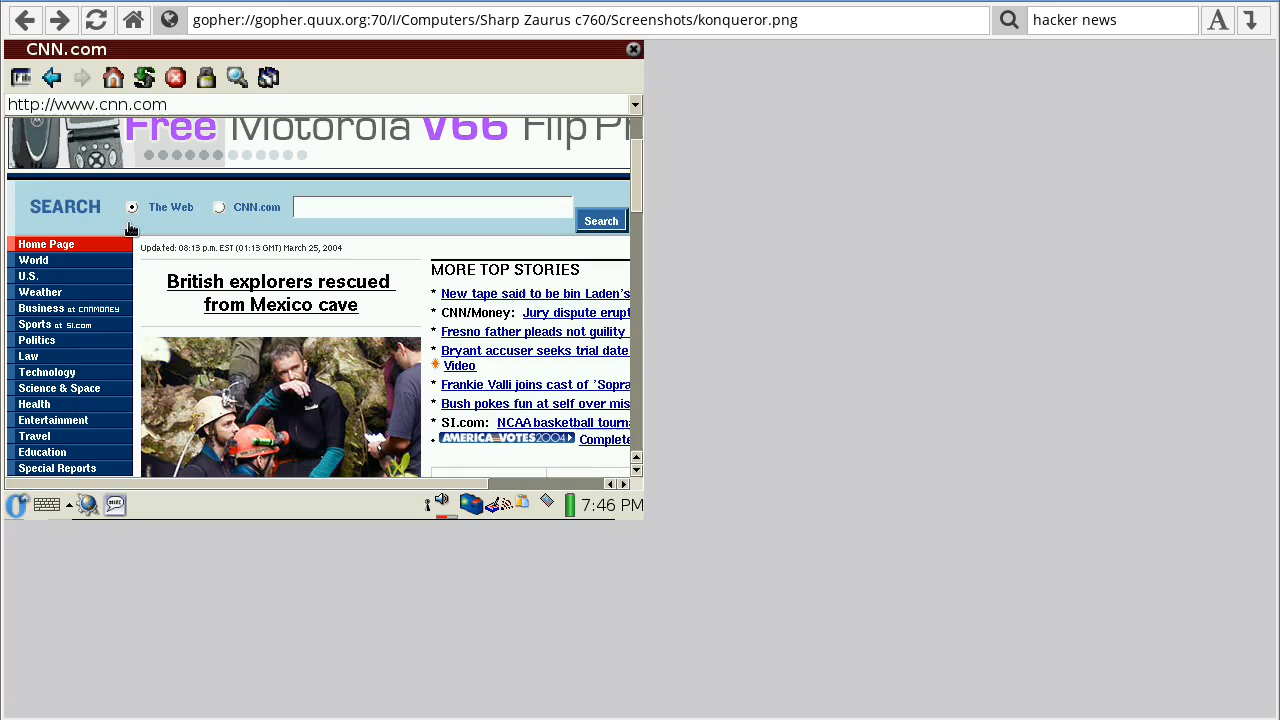 gopher://gopher.quux.org:70/I/Computers/Sharp Zaurus c760/Screenshots/konqueror.png
hacker news
A
CNN.com
http://www.cnn.com
Free Motorola V66 Flip
SEARCH The Web CNN.com
Search
Home Page
World
U.S.
Weather
Business at CNNMONEY
Sports at SI.com
Politics
Law
Technology
Science & Space
Health
Entertainment
Travel
Education
Special Reports
Updated: 08:13 p.m. EST (01:13 GMT) March 25, 2004
British explorers rescued
from Mexico cave
MORE TOP STORIES
* New tape said to be bin Laden's
* CNN/Money: Jury dispute erupt
* Fresno father pleads not guilty
* Bryant accuser seeks trial date
Video
* Frankie Valli joins cast of 'Sopra
* Bush pokes fun at self over mis
* SI.com: NCAA basketball tourn
• AMERICA VOTES 2004 Complete
7:46 PM